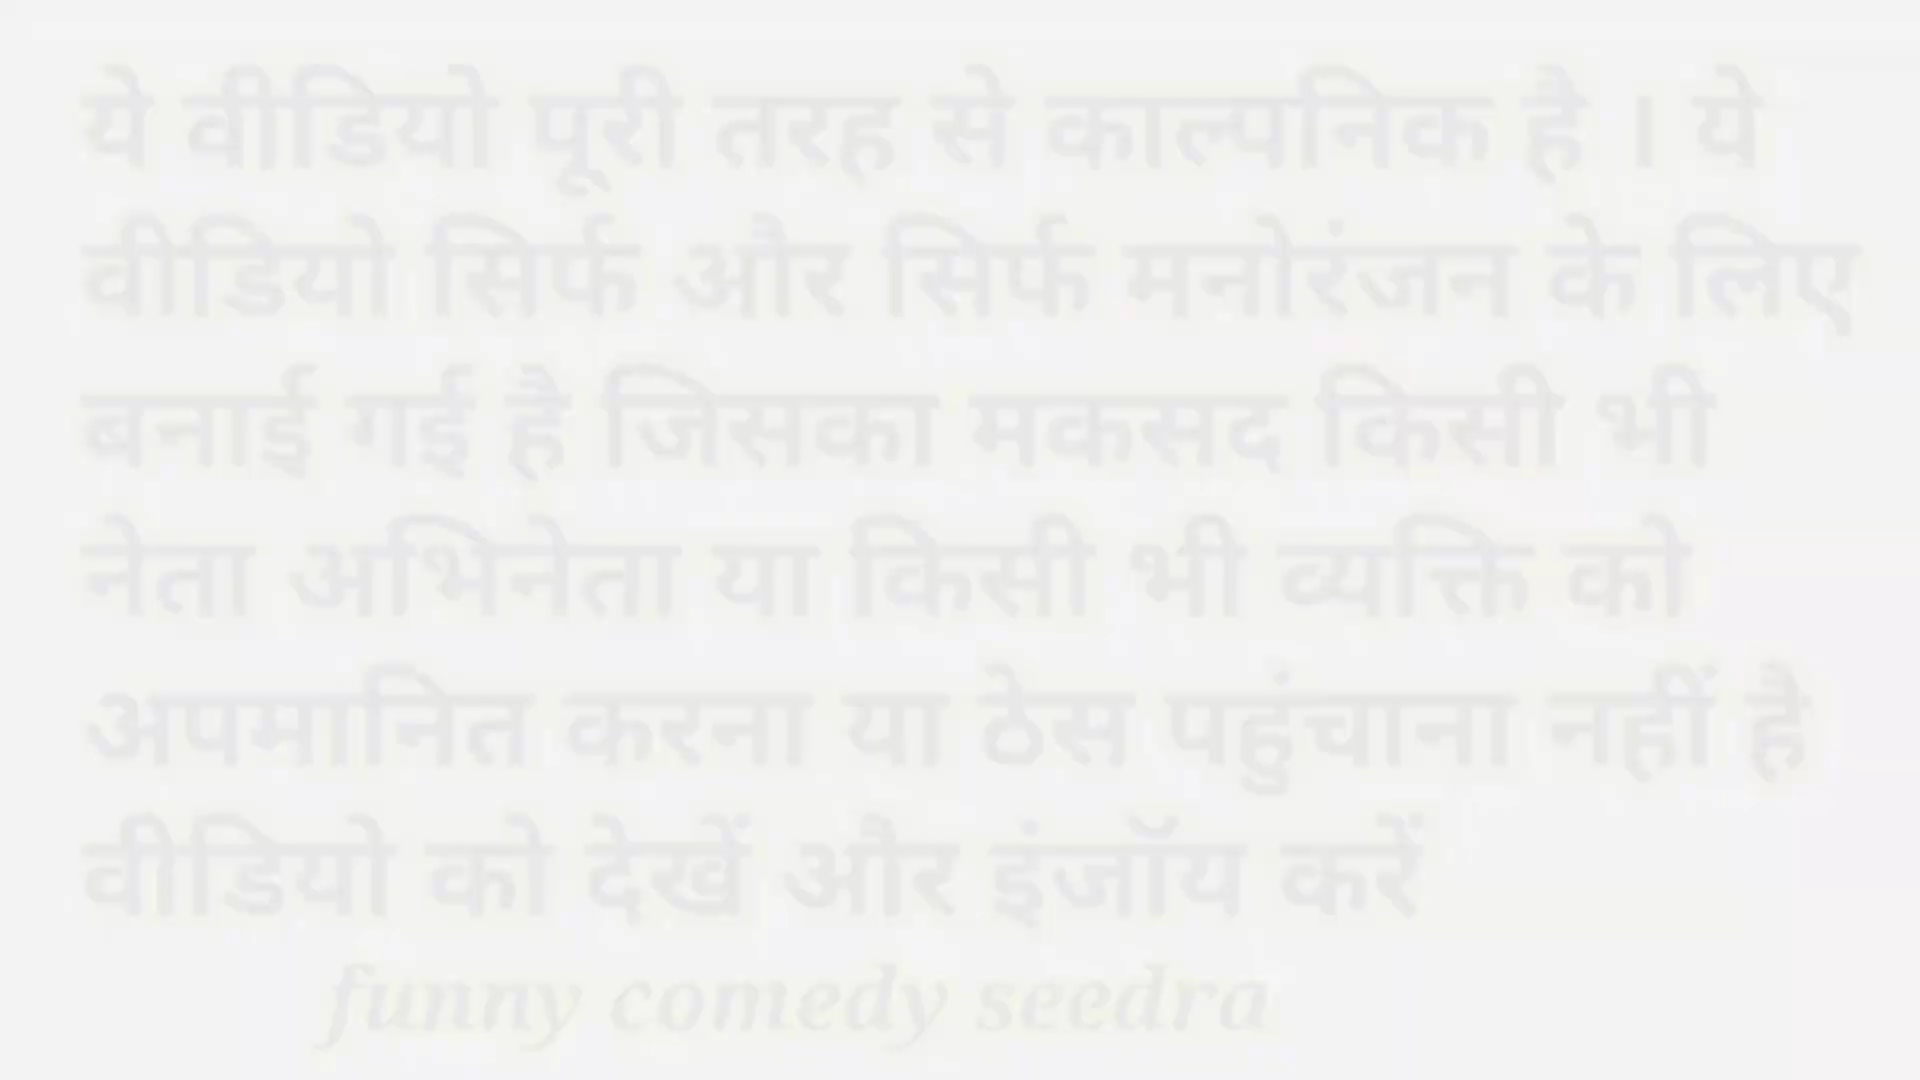 ये वीडियो पूरी तरह से काल्पनिक है । ये
वीडियो सिर्फ और सिर्फ मनोरंजन के लिए
बनाई गई है जिसका मकसद किसी भी
नेता अभिनेता या किसी भी व्यक्ति को
अपमानित करना या ठेस पहुंचाना नहीं है
वीडियो को देखें और इंजॉय करें
funny comedy seedra